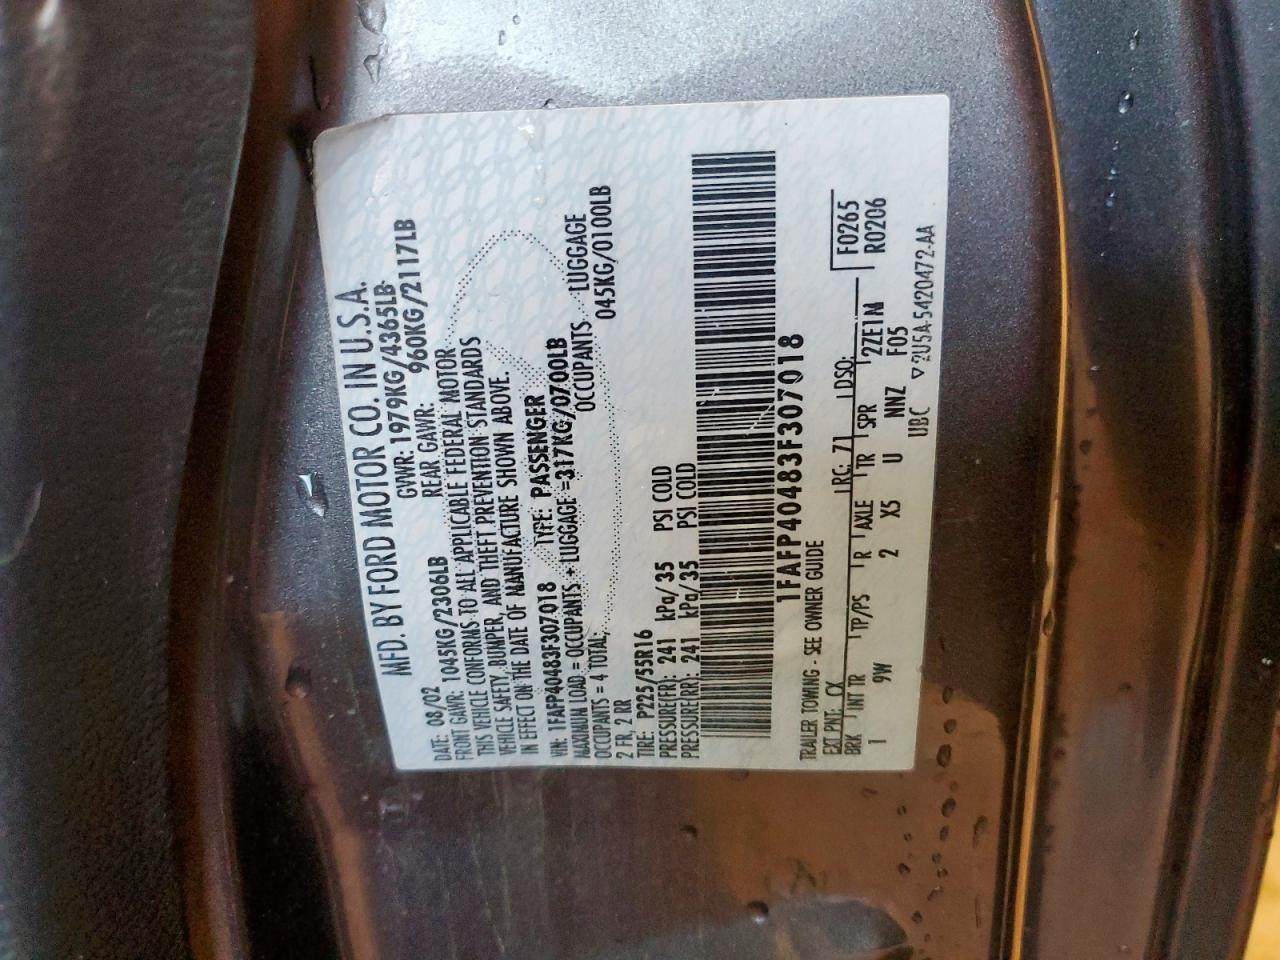 MFD. BY FORD MOTOR CO. IN U.S.A.
DATE: 08/02 GVWR: 1979KG/4365LB
FRONT GAWR: 1045KG/2306LB REAR GAWR: 960KG/2117LB
THIS VEHICLE CONFORMS TO ALL APPLICABLE FEDERAL MOTOR
VEHICLE SAFETY, BUMPER, AND THEFT PREVENTION STANDARDS
IN EFFECT ON THE DATE OF MANUFACTURE SHOWN ABOVE.
VIN: 1FAFP40483F307018 TYPE: PASSENGER
MAXIMUM LOAD = OCCUPANTS + LUGGAGE = 317KG/0700LB
OCCUPANTS = 4 TOTAL, OCCUPANTS LUGGAGE
2 FR, 2 RR 045KG/0100LB
TIRE: P225/55R16
PRESSURE(FR): 241 kPa/35 PSI COLD
PRESSURE(RR): 241 kPa/35 PSI COLD
1FAFP40483F307018
TRAILER TOWING - SEE OWNER GUIDE
EXT PNT: CX RC: 71 DSO: F0265
BRK INT TR TP/PS R AXLE TR SPR 2ZE1M R0206
1 9W 2 X5 U NNZ F05
UBC ▽2U5A-5420472-AA